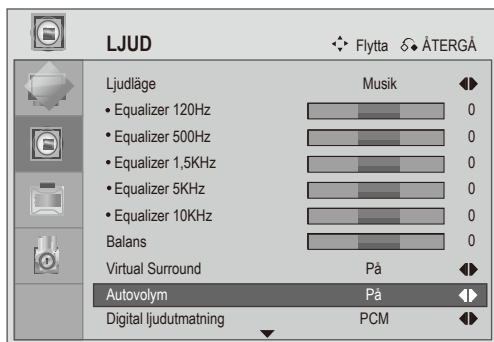 LJUD Flytta ÅTERGÅ
Ljudläge Musik
• Equalizer 120Hz 0
• Equalizer 500Hz 0
• Equalizer 1,5KHz 0
• Equalizer 5KHz 0
• Equalizer 10KHz 0
Balans 0
Virtual Surround På
Autovolym På
Digital ljudutmatning PCM